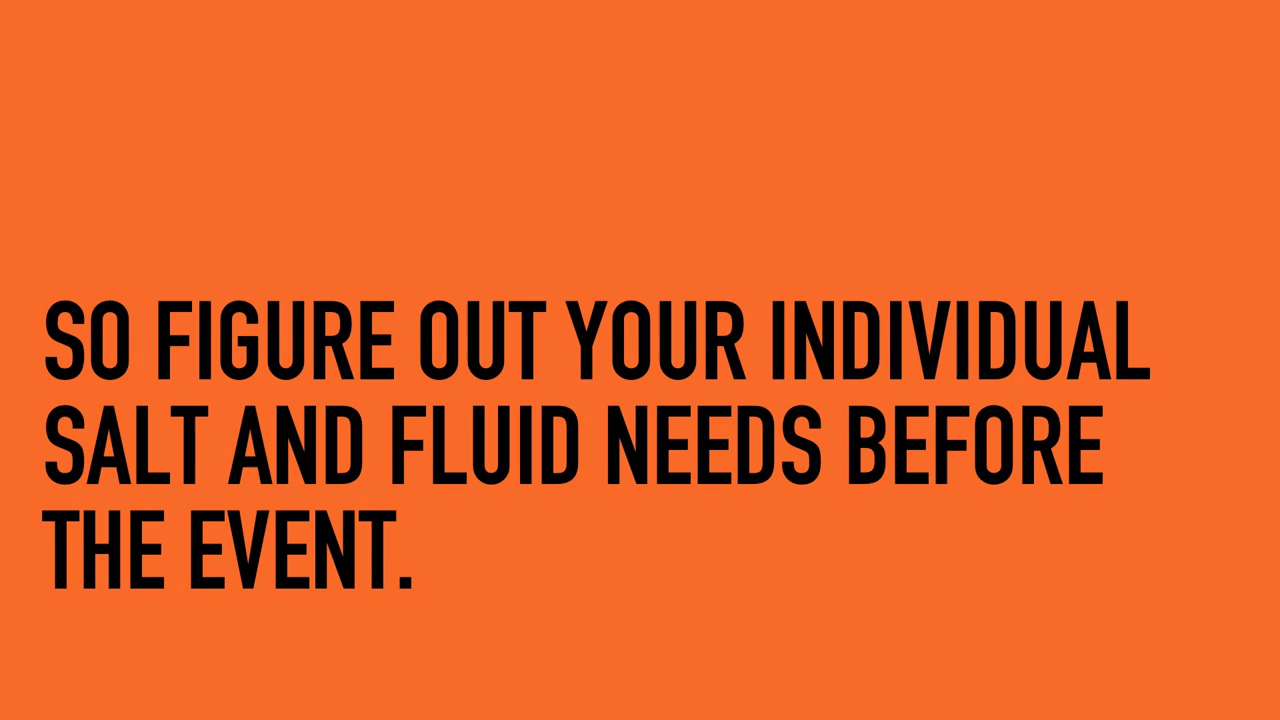 SO FIGURE OUT YOUR INDIVIDUAL
SALT AND FLUID NEEDS BEFORE
THE EVENT.